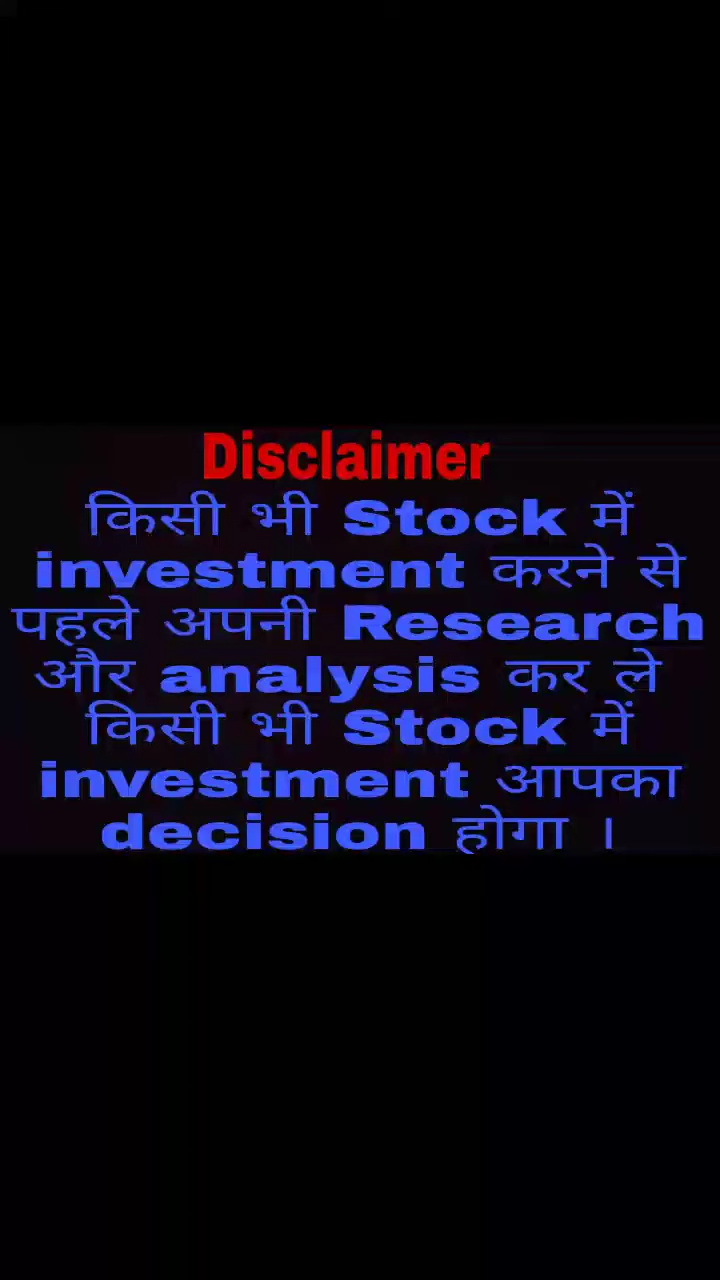 Disclaimer
किसी भी Stock में
investment करने से
पहले अपनी Research
और analysis कर ले
किसी भी Stock में
investment आपका
decision होगा ।